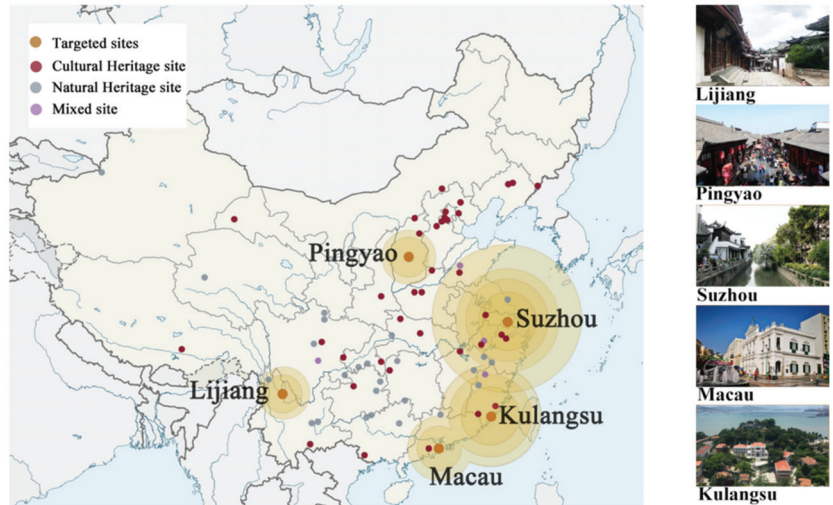 Targeted sites
Cultural Heritage site
Natural Heritage site
Mixed site
Pingyao
Suzhou
Lijiang
Kulangsu
Macau
Lijiang
Pingyao
Suzhou
Macau
Kulangsu